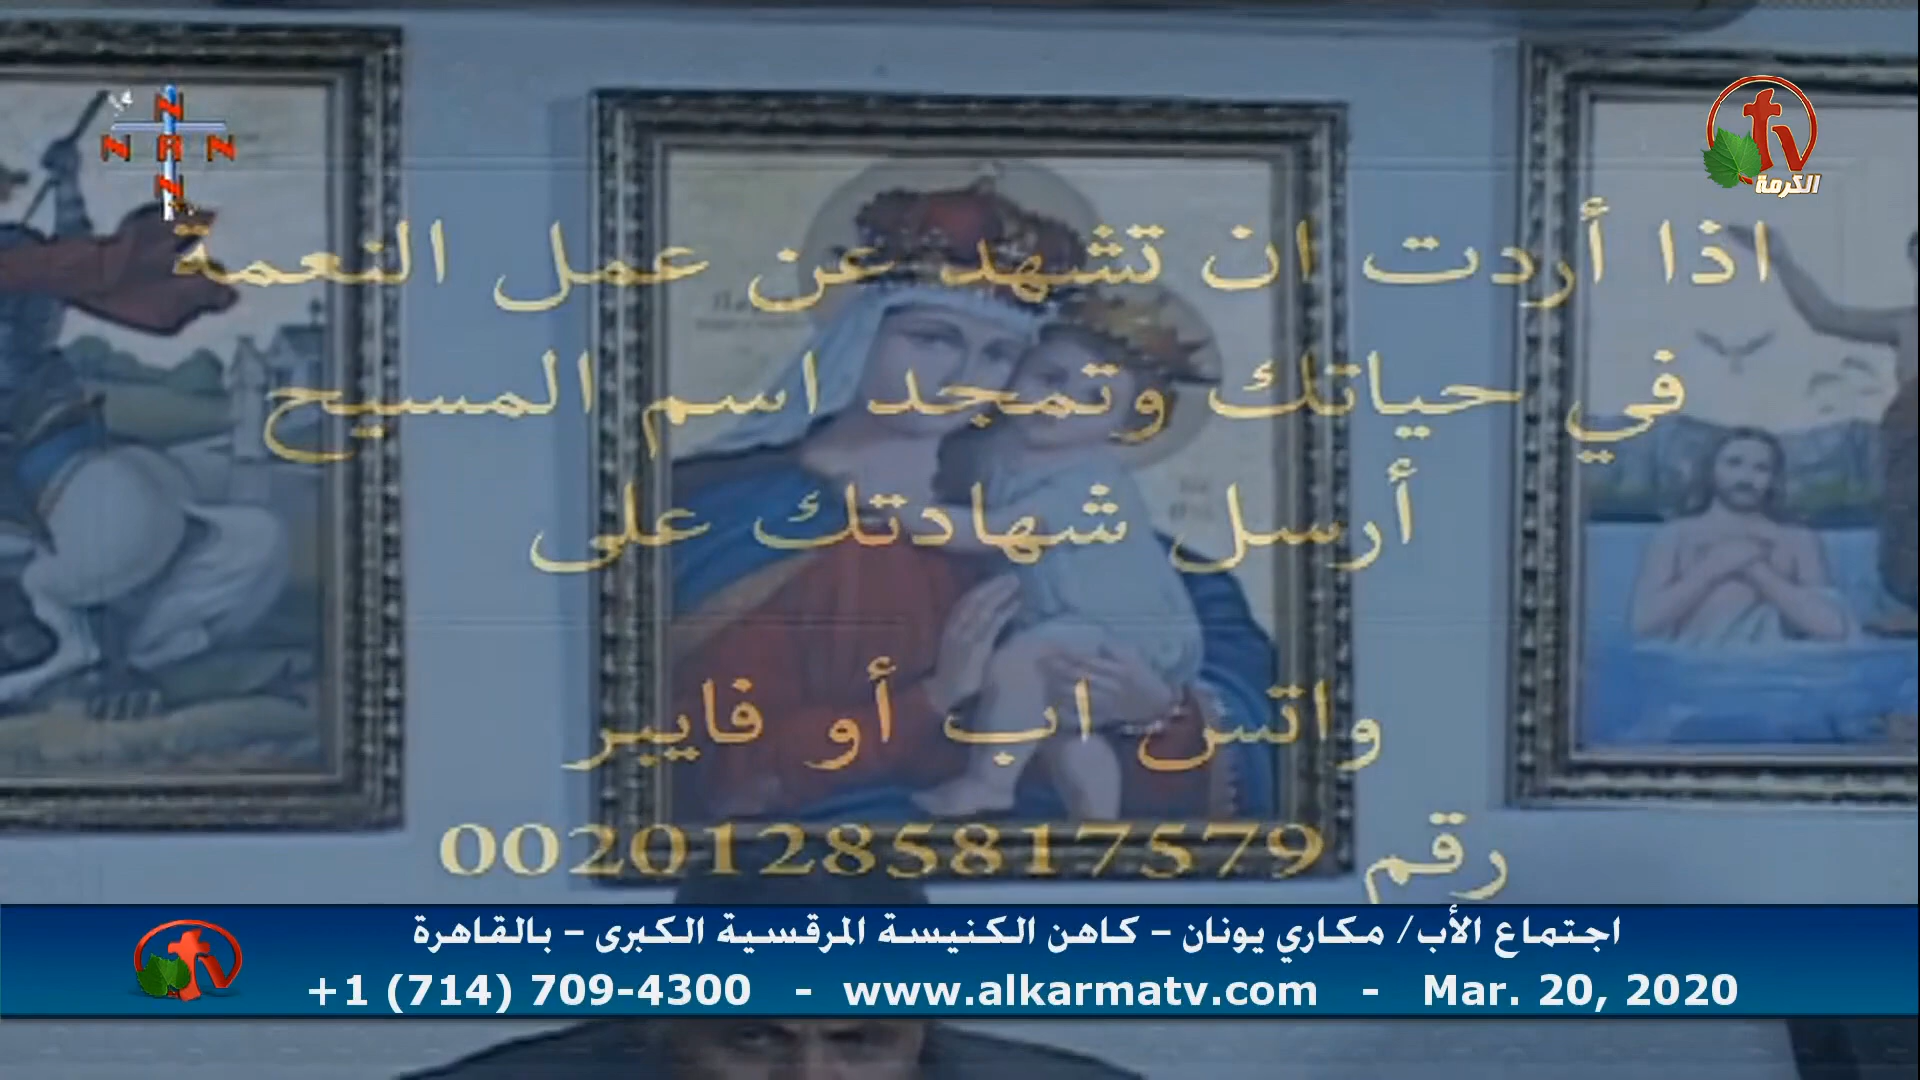 N
N R N
N
tv
الكرمة
اذا أردت ان تشهد عن عمل النعمة
في حياتك وتمجد اسم المسيح
أرسل شهادتك على
واتس اب أو فايبر
رقم 00201285817579
اجتماع الأب/ مكاري يونان – كاهن الكنيسة المرقسية الكبرى – بالقاهرة
tv
+1 (714) 709-4300 - www.alkarmatv.com - Mar. 20, 2020